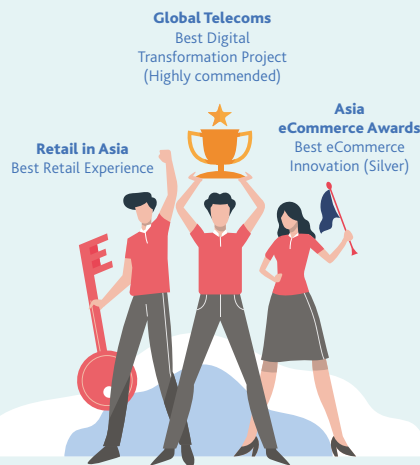 Global Telecoms
Best Digital
Transformation Project
(Highly commended)
Retail in Asia
Best Retail Experience
Asia
eCommerce Awards
Best eCommerce
Innovation (Silver)